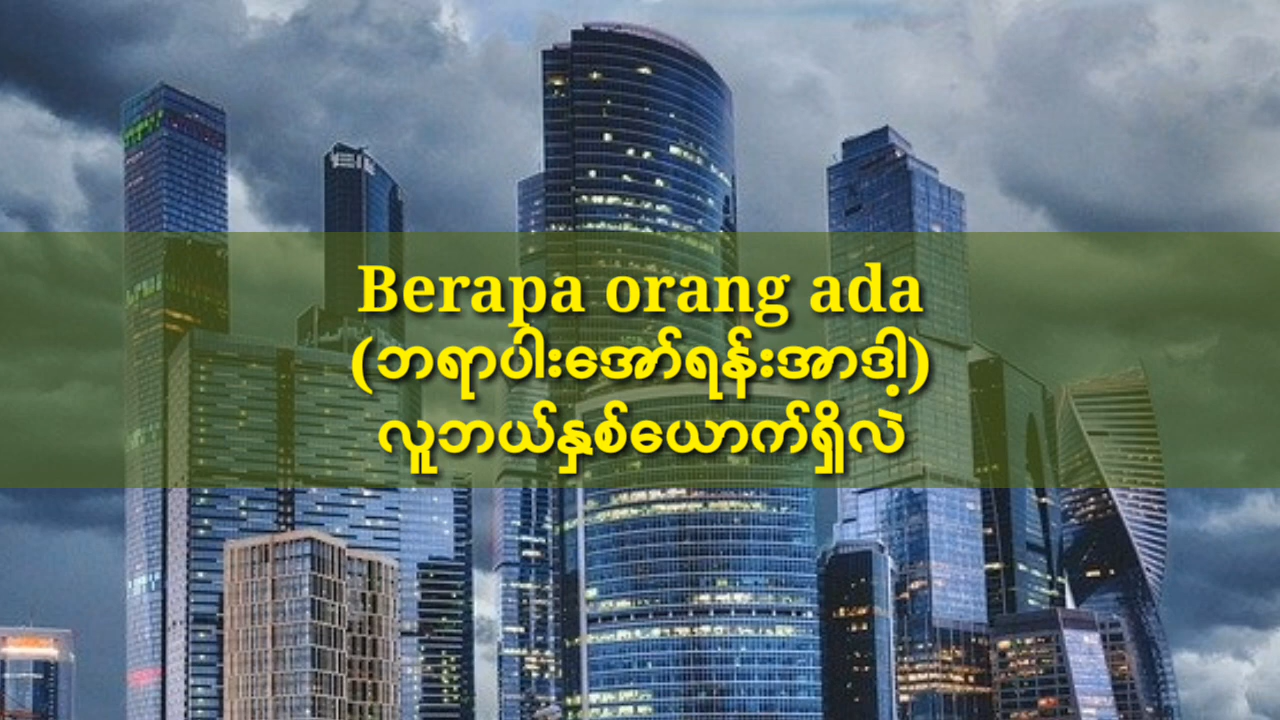 Berapa orang ada
(ဘရာပါးအော်ရန်းအာဒါ့)
လူဘယ်နှစ်ယောက်ရှိလဲ